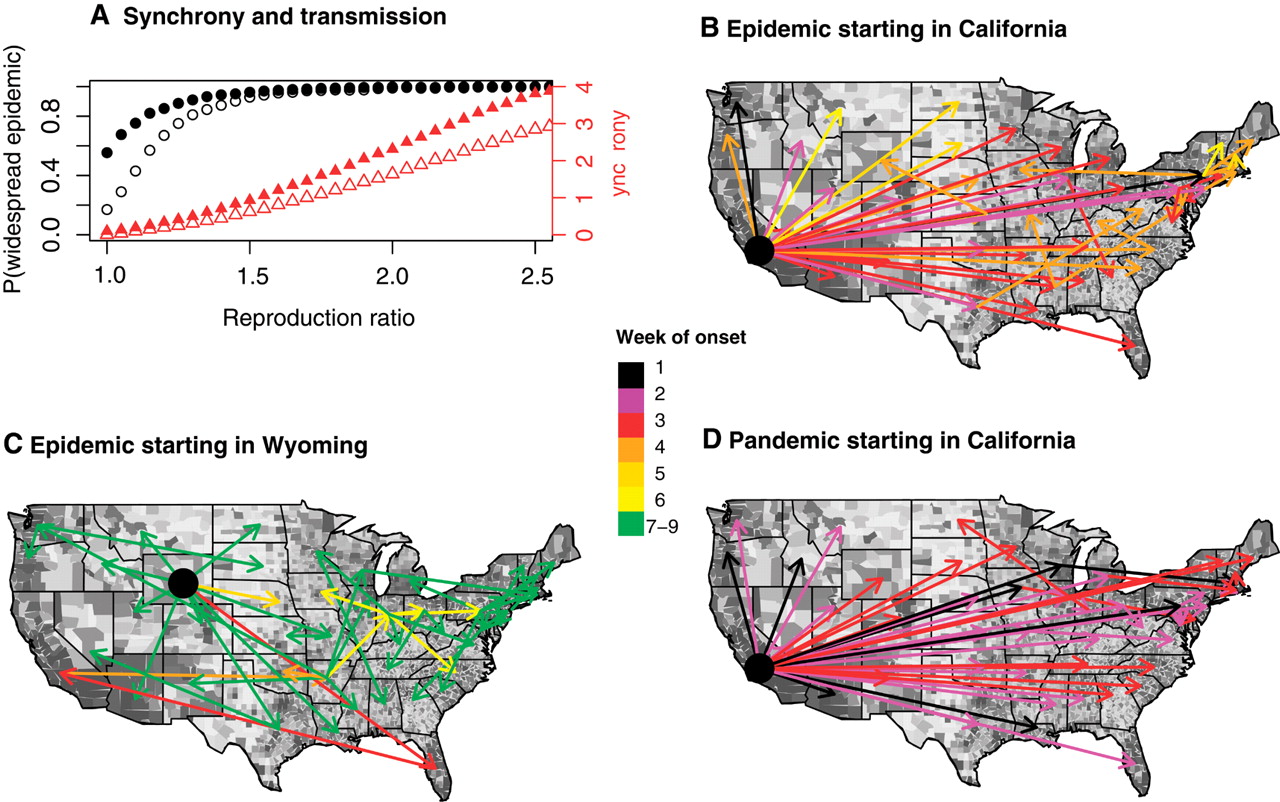 A Synchrony and transmission
P(widespread epidemic)
0.0 0.4 0.8
0 1 2 3 4
ync rony
1.0 1.5 2.0 2.5
Reproduction ratio
B Epidemic starting in California
Week of onset
1
2
3
4
5
6
7–9
C Epidemic starting in Wyoming
D Pandemic starting in California